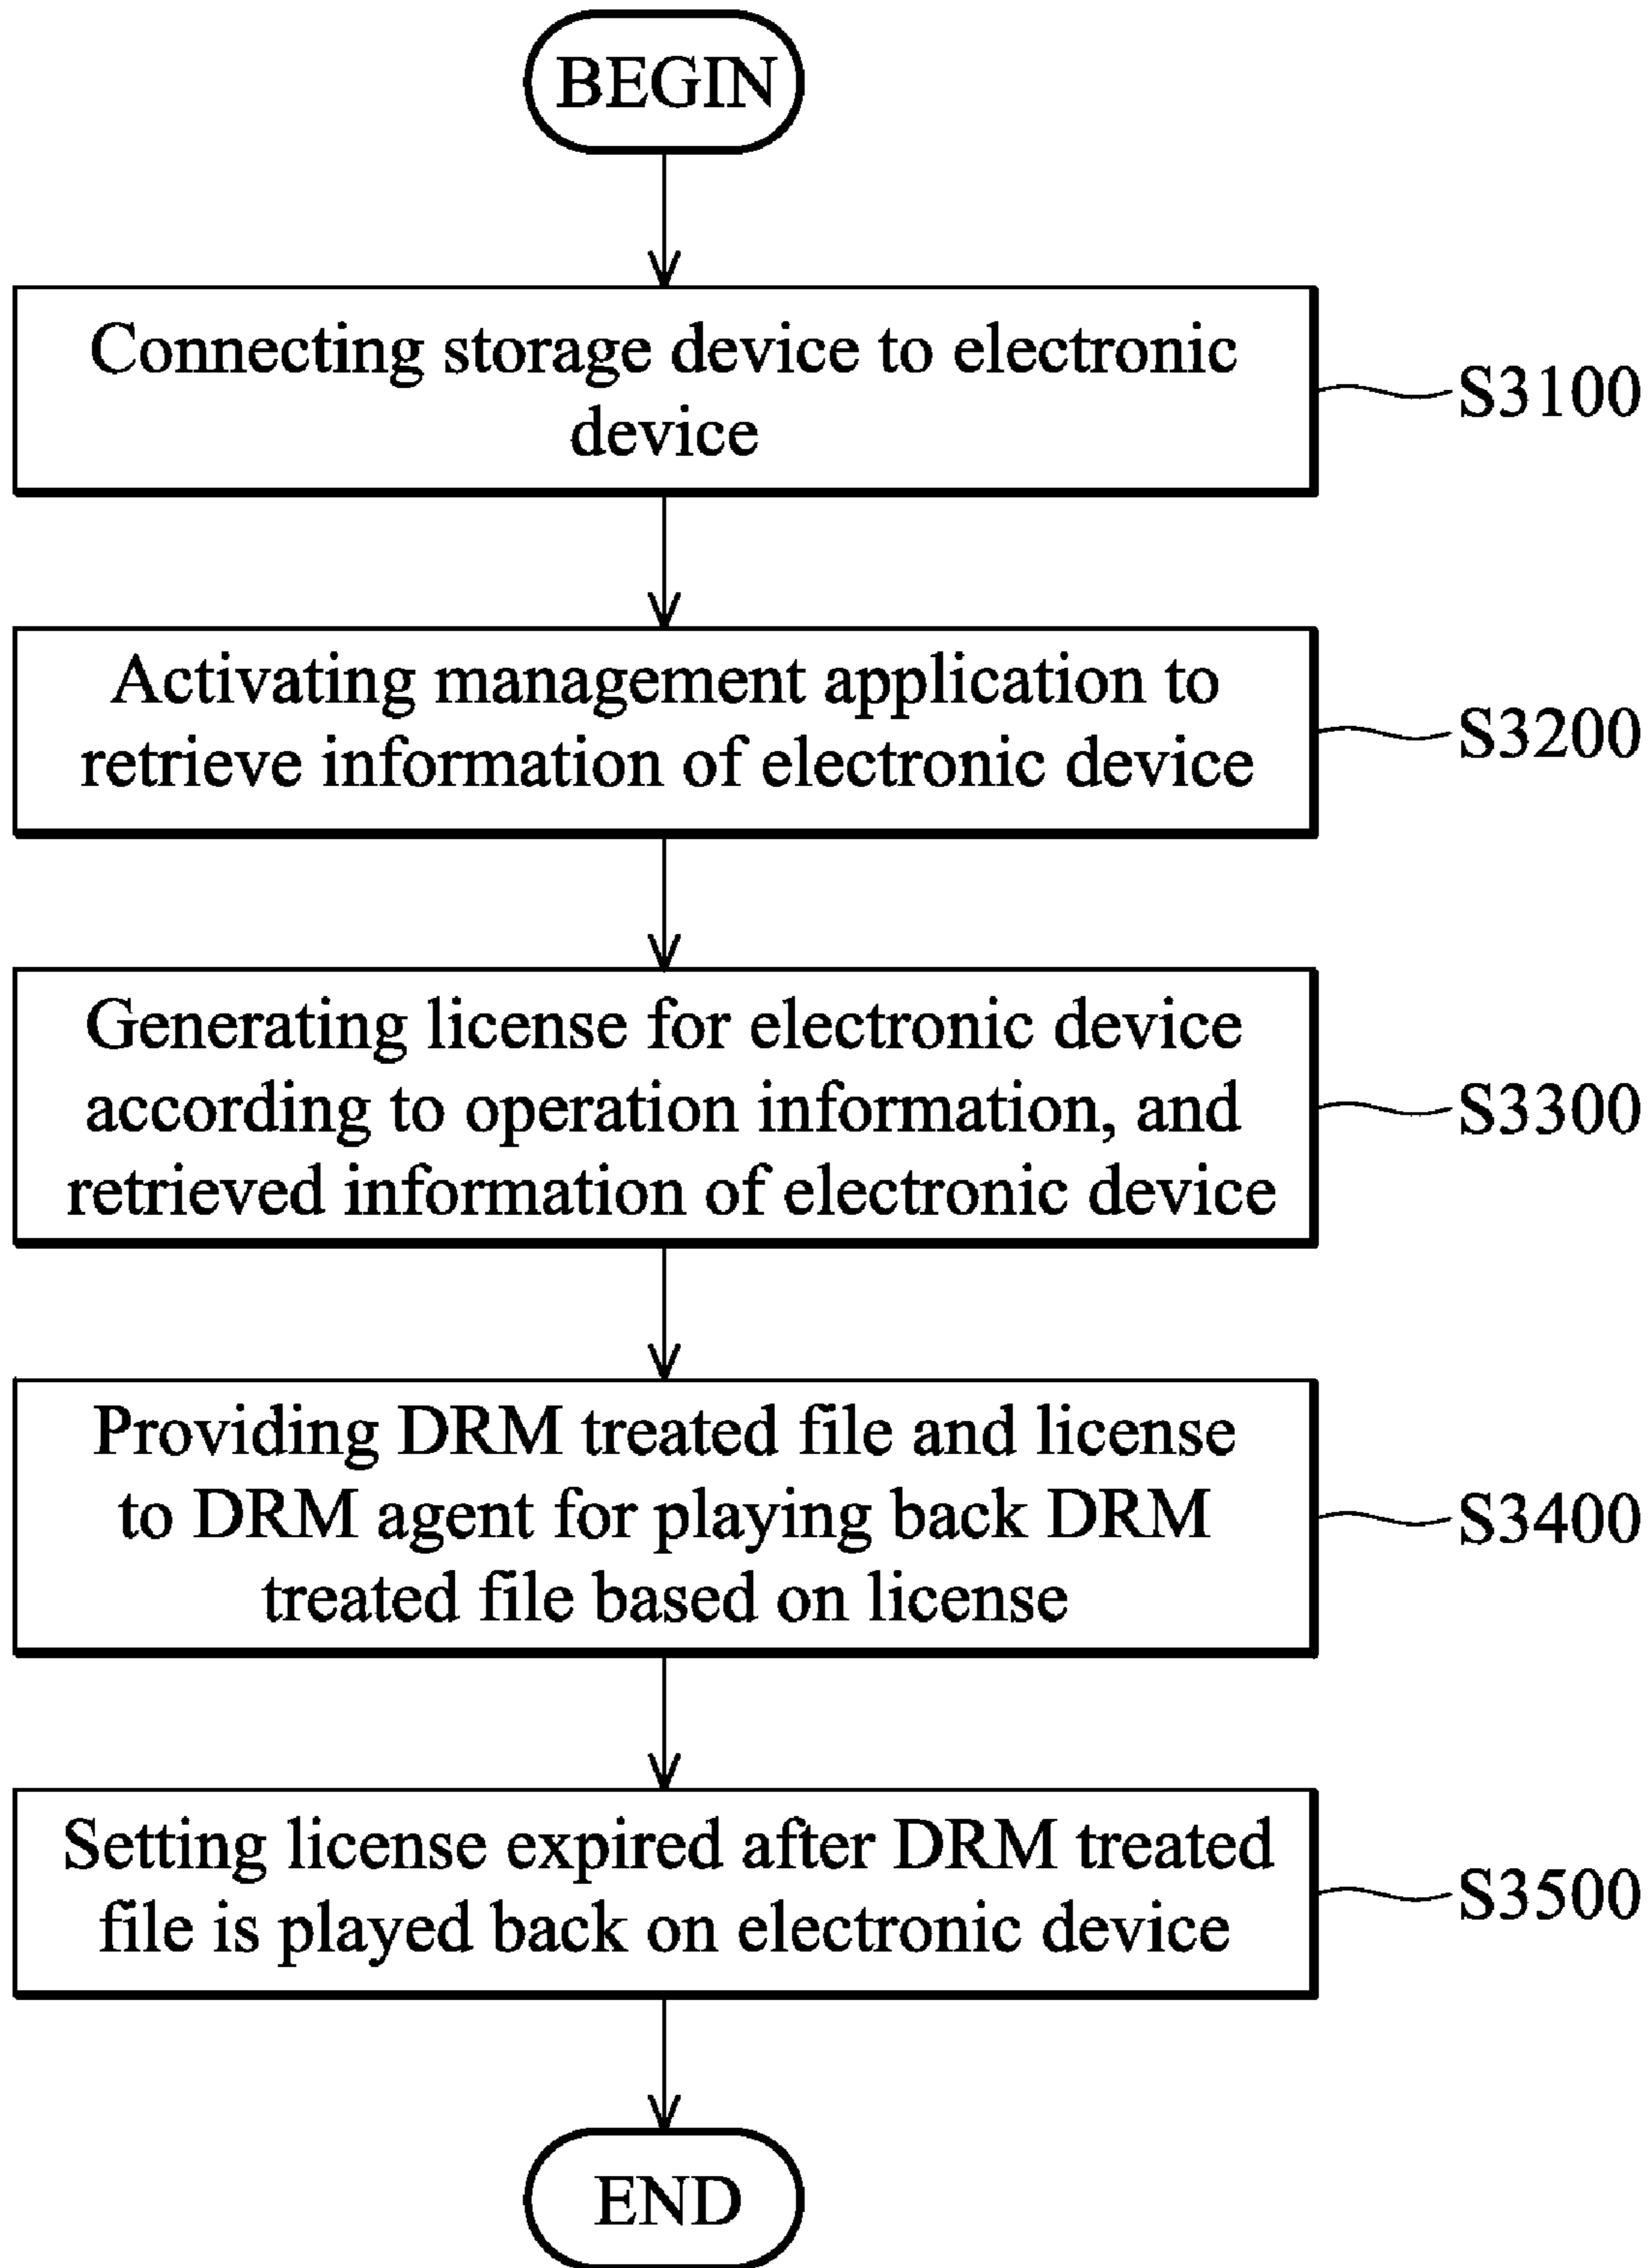 BEGIN
Connecting storage device to electronic
device
S3100
Activating management application to
retrieve information of electronic device
S3200
Generating license for electronic device
according to operation information, and
retrieved information of electronic device
S3300
Providing DRM treated file and license
to DRM agent for playing back DRM
treated file based on license
S3400
Setting license expired after DRM treated
file is played back on electronic device
S3500
END